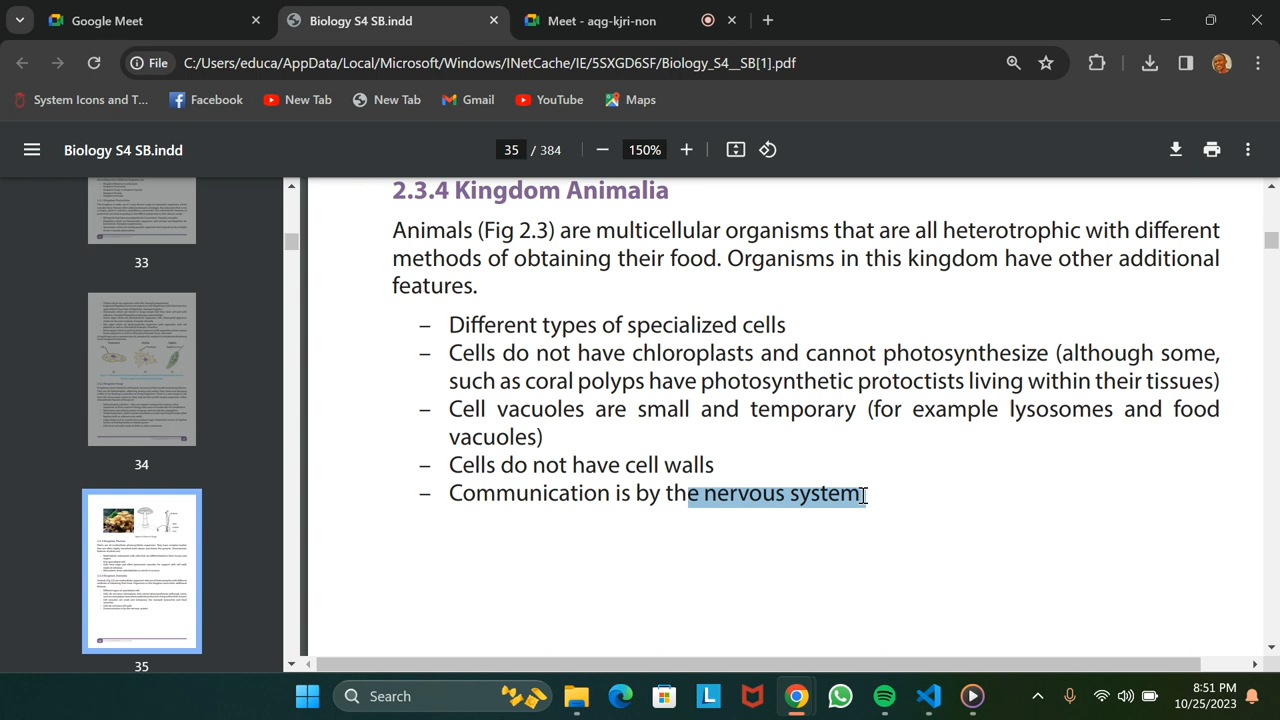 Google Meet
Biology S4 SB.indd
Meet - aqg-kjri-non
File
C:/Users/educa/AppData/Local/Microsoft/Windows/INetCache/IE/5SXGD6SF/Biology_S4__SB[1].pdf
System Icons and T...
Facebook
New Tab
New Tab
Gmail
YouTube
Maps
Biology S4 SB.indd
35 / 384
150%
33
34
35
2.3.4 Kingdom Animalia
Animals (Fig 2.3) are multicellular organisms that are all heterotrophic with different
methods of obtaining their food. Organisms in this kingdom have other additional
features.
– Different types of specialized cells
– Cells do not have chloroplasts and cannot photosynthesize (although some,
such as coral polyps have photosynthetic protoctists living within their tissues)
– Cell vacuoles are small and temporary (for example lysosomes and food
vacuoles)
– Cells do not have cell walls
– Communication is by the nervous system
Search
8:51 PM
10/25/2023